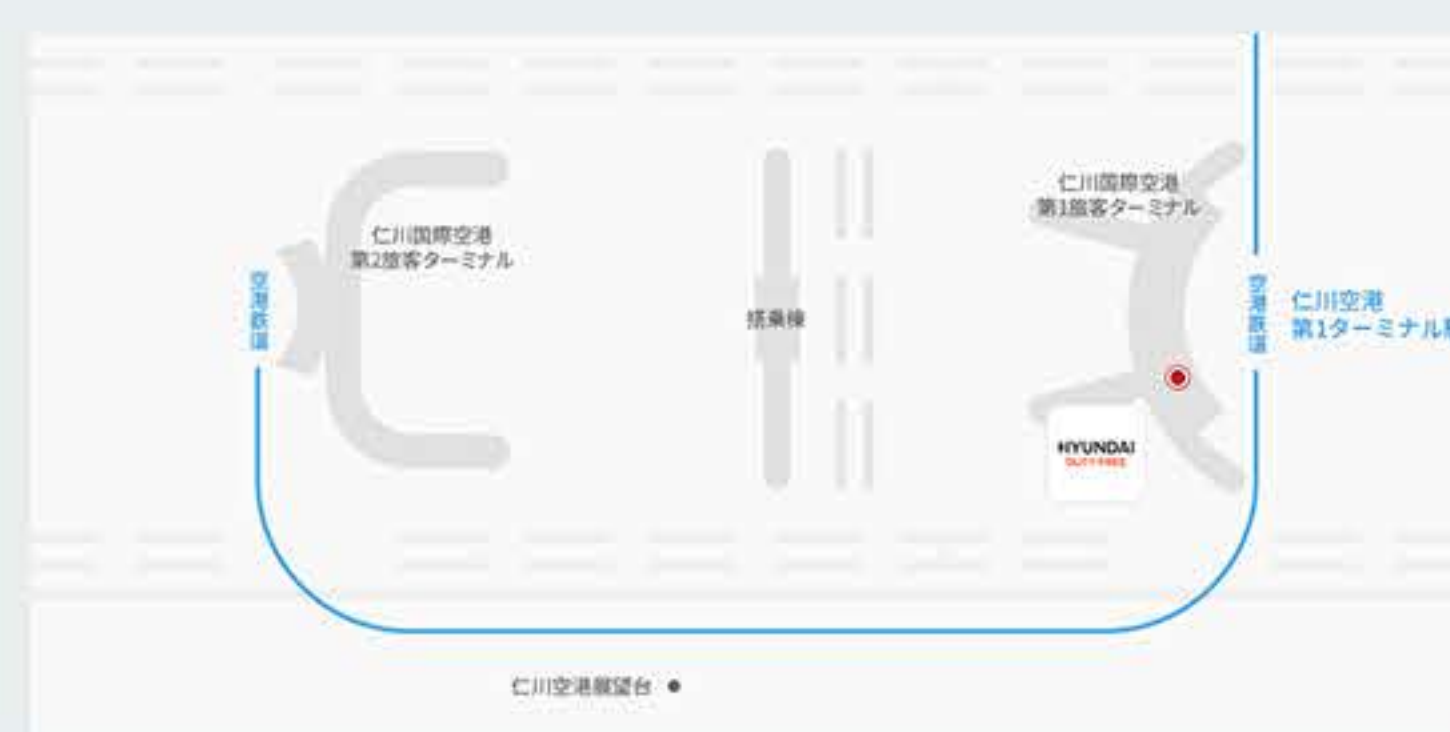 仁川国際空港
第1旅客ターミナル
仁川国際空港
第2旅客ターミナル
空港鉄道
搭乗棟
空港鉄道
仁川空港
第1ターミナル
HYUNDAI
DUTY FREE
仁川空港展望台